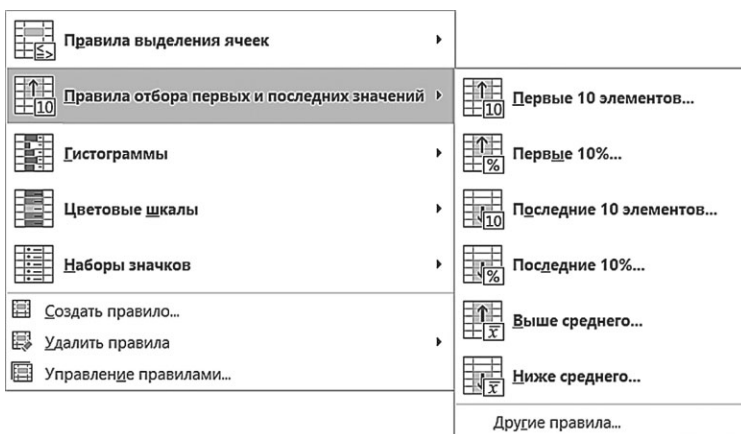 Правила выделения ячеек
Правила отбора первых и последних значений
Гистограммы
Цветовые шкалы
Наборы значков
Создать правило...
Удалить правила
Управление правилами...
Первые 10 элементов...
Первые 10%...
Последние 10 элементов...
Последние 10%...
Выше среднего...
Ниже среднего...
Другие правила...